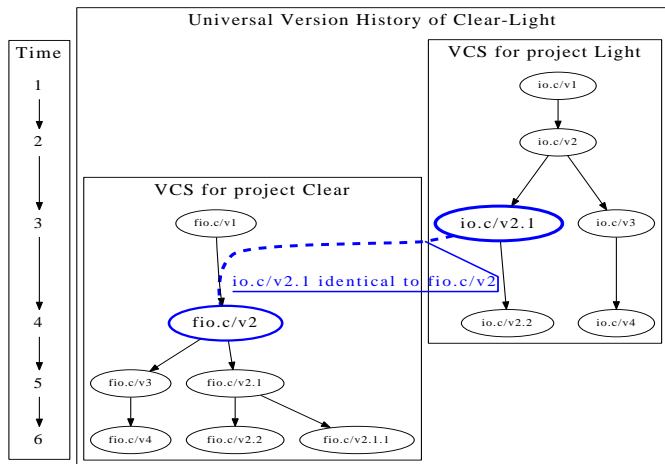 Universal Version History of Clear-Light
Time
VCS for project Light
1
io.c/v1
2
io.c/v2
VCS for project Clear
3
fio.c/v1
io.c/v2.1
io.c/v3
io.c/v2.1 identical to fio.c/v2
4
fio.c/v2
io.c/v2.2
io.c/v4
5
fio.c/v3
fio.c/v2.1
6
fio.c/v4
fio.c/v2.2
fio.c/v2.1.1